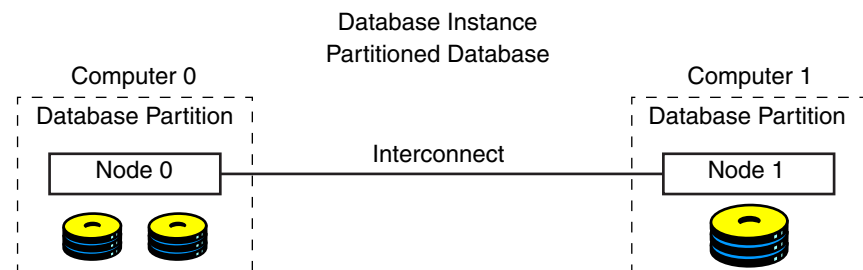 Database Instance
Partitioned Database
Computer 0
Computer 1
Database Partition
Database Partition
Interconnect
Node 0
Node 1